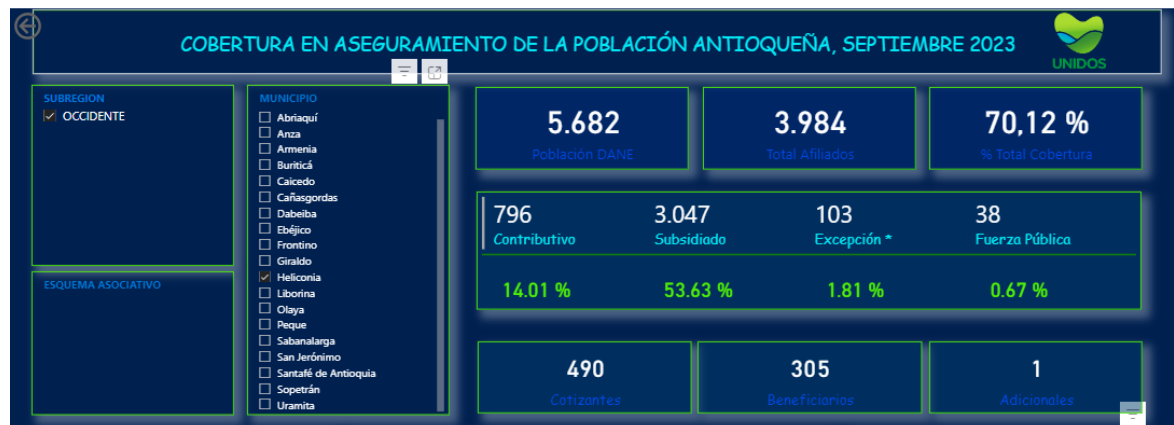 COBERTURA EN ASEGURAMIENTO DE LA POBLACIÓN ANTIOQUEÑA, SEPTIEMBRE 2023
UNIDOS
SUBREGION
OCCIDENTE
ESQUEMA ASOCIATIVO
MUNICIPIO
Abriaquí
Anza
Armenia
Buriticá
Caicedo
Cañasgordas
Dabeiba
Ebéjico
Frontino
Giraldo
Heliconia
Liborina
Olaya
Peque
Sabanalarga
San Jerónimo
Santafé de Antioquia
Sopetrán
Uramita
5.682
Población DANE
3.984
Total Afiliados
70,12 %
% Total Cobertura
796 3.047 103 38
Contributivo Subsidiado Excepción * Fuerza Pública
14.01 % 53.63 % 1.81 % 0.67 %
490
Cotizantes
305
Beneficiarios
1
Adicionales